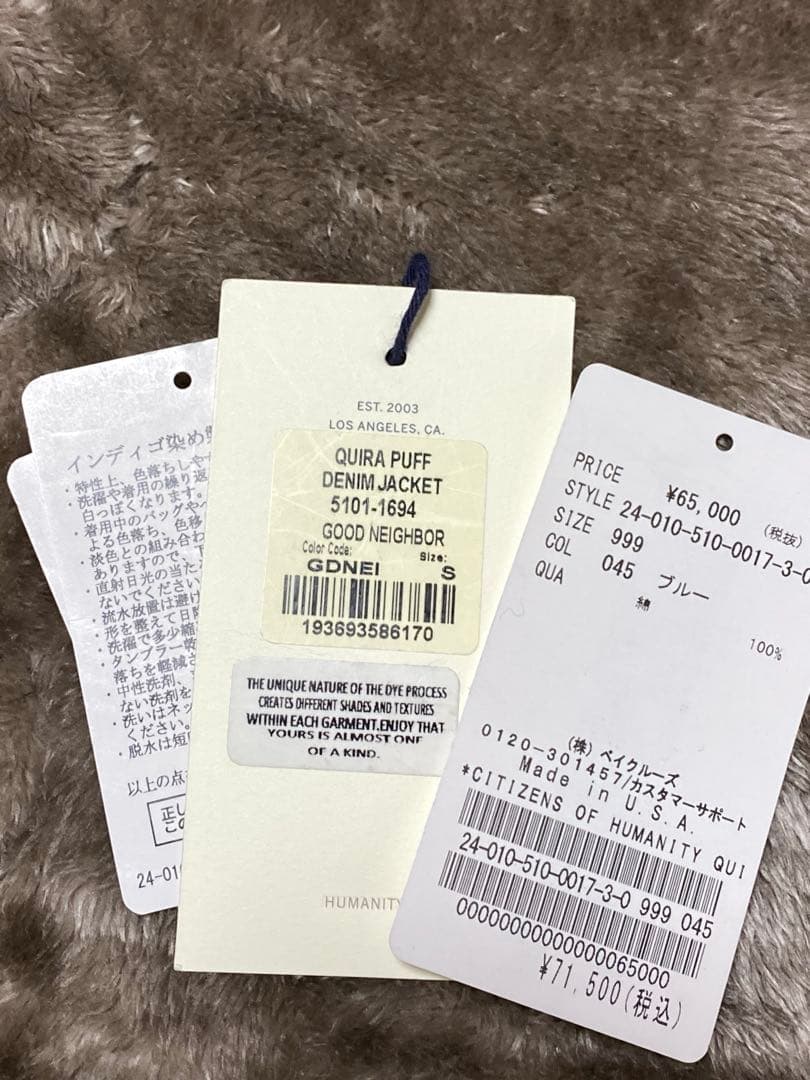 インディゴ染め
・特性上、色落ちしや
・洗濯や着用の繰り返
白っぽくなります。
・着用中のバッグや
よる色落ち、色移
・淡色との組み合わ
ありますので、
・直射日光の当た
ないでください
・流水放置は避け
・形を整えて日陰
・洗濯で多少縮
・タンブラー乾
落ちを軽減さ
・中性洗剤、
ない洗剤を
・洗いはネッ
ください。
・脱水は短
以上の点
正し
この
24-01
EST. 2003
LOS ANGELES, CA.
QUIRA PUFF
DENIM JACKET
5101-1694
GOOD NEIGHBOR
Color Code: Size:
GDNEI S
193693586170
THE UNIQUE NATURE OF THE DYE PROCESS
CREATES DIFFERENT SHADES AND TEXTURES
WITHIN EACH GARMENT.ENJOY THAT
YOURS IS ALMOST ONE
OF A KIND.
HUMANITY
PRICE ¥65,000 (税抜)
STYLE 24-010-510-0017-3-0
SIZE 999
COL 045 ブルー
QUA 綿 100%
(株) ベイクルーズ
0120-301457/カスタマーサポート
Made in U.S.A.
*CITIZENS OF HUMANITY QUI
24-010-510-0017-3-0 999 045
0000000000000065000
¥71,500(税込)